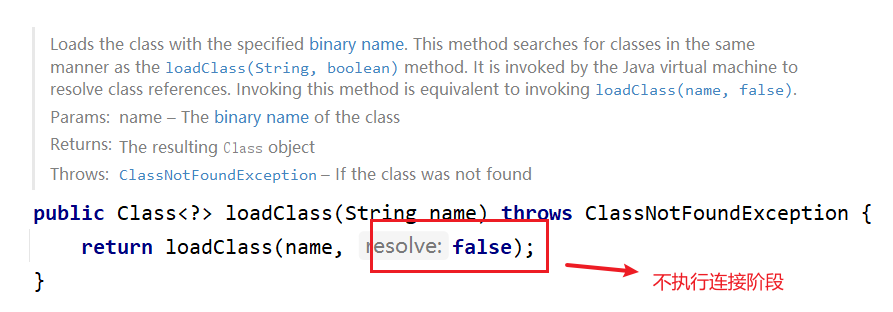 Loads the class with the specified binary name. This method searches for classes in the same
manner as the loadClass(String, boolean) method. It is invoked by the Java virtual machine to
resolve class references. Invoking this method is equivalent to invoking loadClass(name, false).
Params: name – The binary name of the class
Returns: The resulting Class object
Throws: ClassNotFoundException – If the class was not found
public Class<?> loadClass(String name) throws ClassNotFoundException {
return loadClass(name, resolve: false);
}
不执行连接阶段